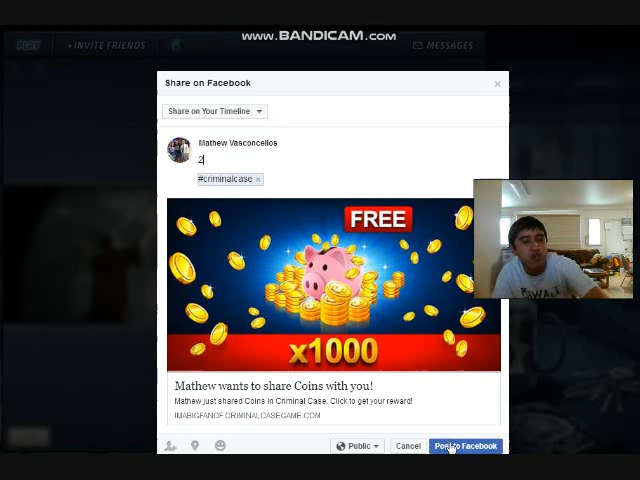 www.BANDICAM.com
PLAY
+INVITE FRIENDS
MESSAGES
Share on Facebook
Share on Your Timeline
Mathew Vasconcellos
2
#criminalcase ×
FREE
x1000
Mathew wants to share Coins with you!
Mathew just shared Coins in Criminal Case. Click to get your reward!
IMABIGFANOF.CRIMINALCASEGAME.COM
Public
Cancel
Post to Facebook